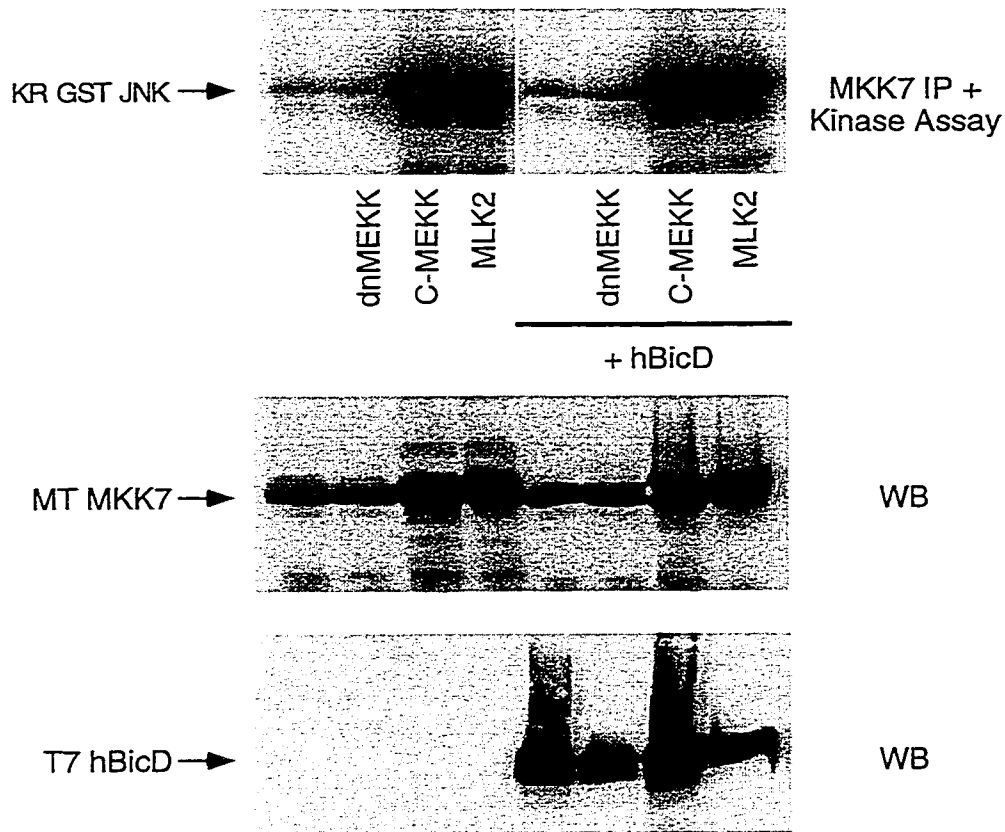 KR GST JNK
MKK7 IP +
Kinase Assay
dnMEKK
C-MEKK
MLK2
dnMEKK
C-MEKK
MLK2
+ hBicD
MT MKK7
WB
T7 hBicD
WB